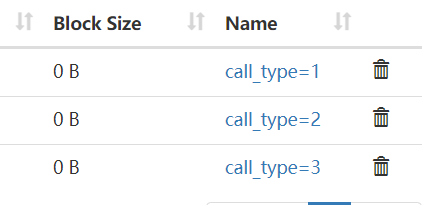 Block Size Name
0 B call_type=1
0 B call_type=2
0 B call_type=3